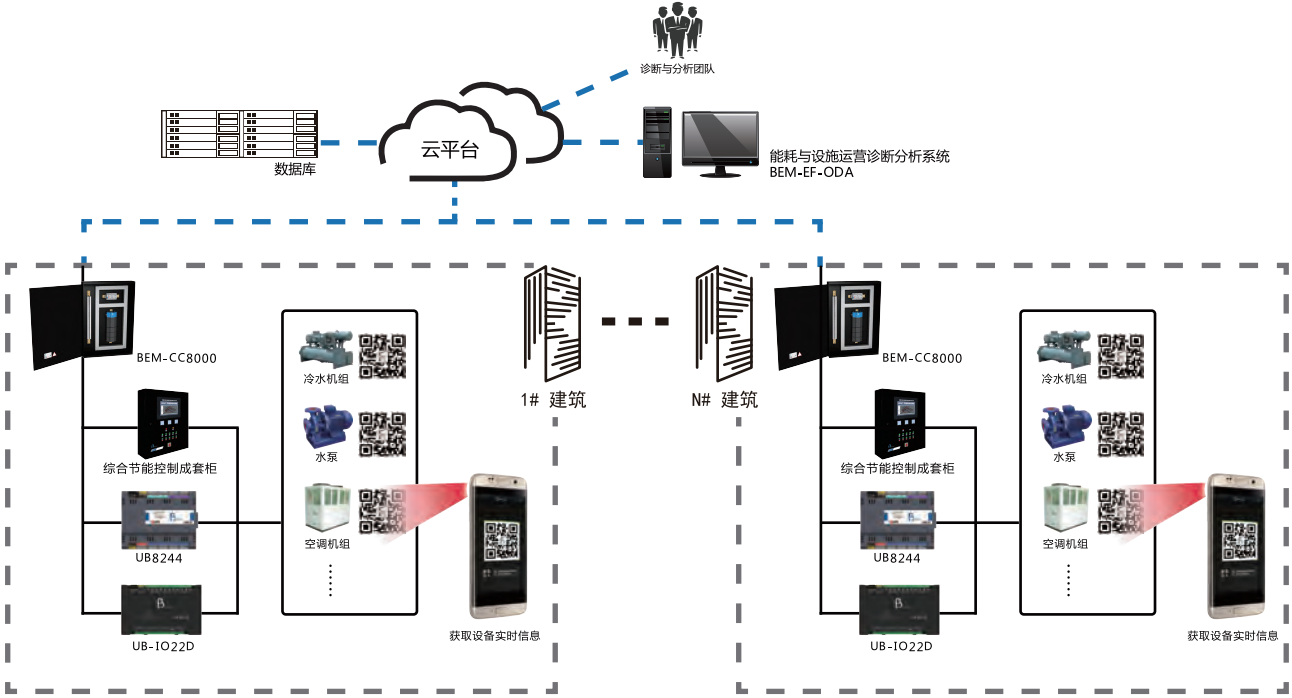 诊断与分析团队
云平台
数据库
能耗与设施运营诊断分析系统
BEM-EF-ODA
BEM-CC8000
冷水机组
1# 建筑
水泵
综合节能控制成套柜
UB8244
空调机组
UB-IO22D
获取设备实时信息
N# 建筑
BEM-CC8000
冷水机组
水泵
综合节能控制成套柜
UB8244
空调机组
UB-IO22D
获取设备实时信息